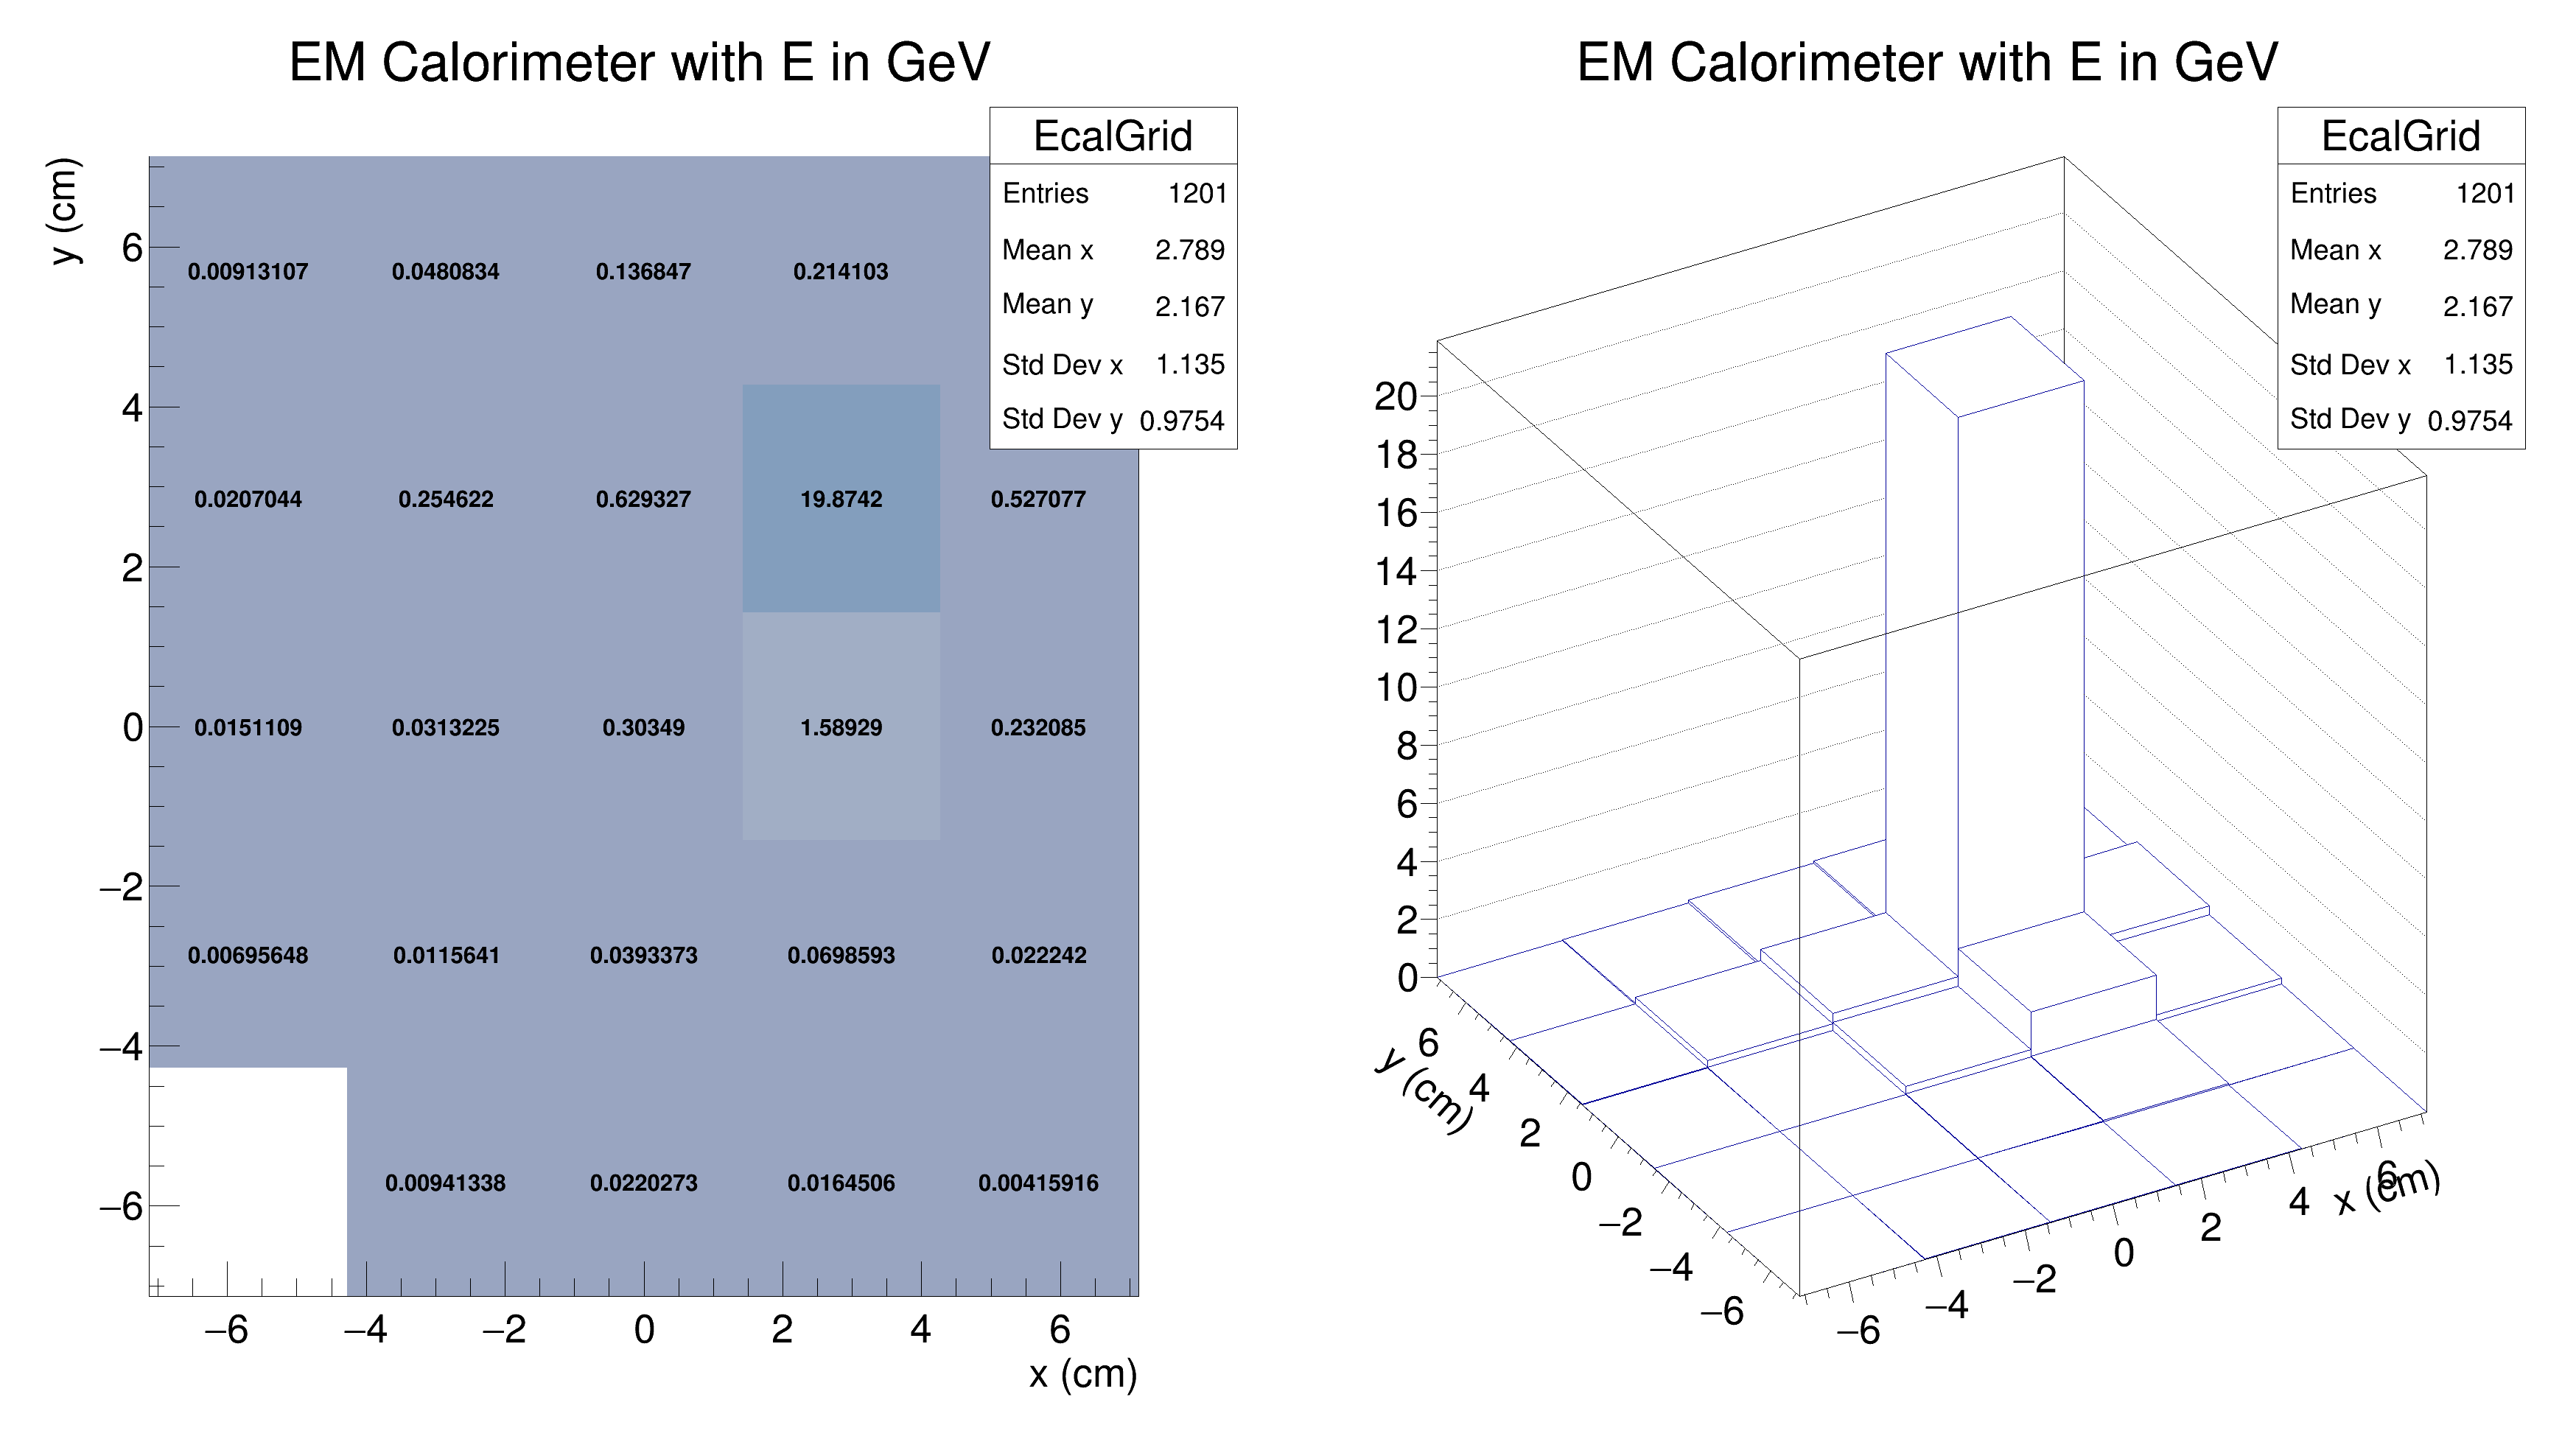 EM Calorimeter with E in GeV
EcalGrid
Entries 1201
Mean x 2.789
Mean y 2.167
Std Dev x 1.135
Std Dev y 0.9754
y (cm)
6
4
2
0
−2
−4
−6
0.00913107 0.0480834 0.136847 0.214103
0.0207044 0.254622 0.629327 19.8742 0.527077
0.0151109 0.0313225 0.30349 1.58929 0.232085
0.00695648 0.0115641 0.0393373 0.0698593 0.022242
0.00941338 0.0220273 0.0164506 0.00415916
−6 −4 −2 0 2 4 6
x (cm)
EM Calorimeter with E in GeV
EcalGrid
Entries 1201
Mean x 2.789
Mean y 2.167
Std Dev x 1.135
Std Dev y 0.9754
20
18
16
14
12
10
8
6
4
2
0
6
4
2
0
−2
−4
−6
y (cm)
−6
−4
−2
0
2
4
6
x (cm)